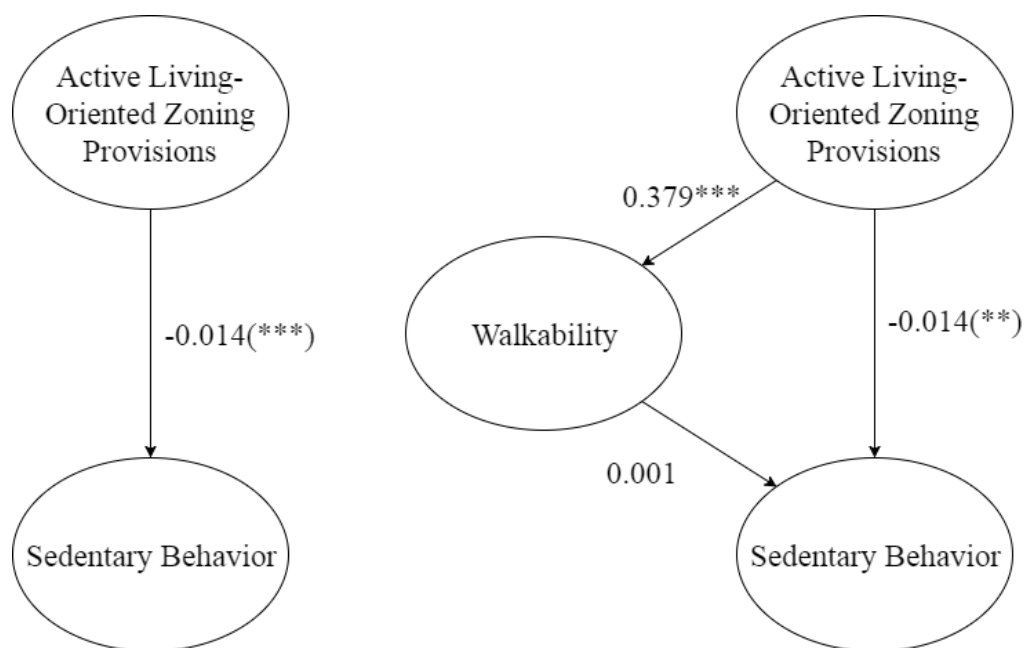 Active Living-
Oriented Zoning
Provisions
-0.014(***)
Sedentary Behavior
Active Living-
Oriented Zoning
Provisions
0.379***
Walkability
-0.014(**)
0.001
Sedentary Behavior